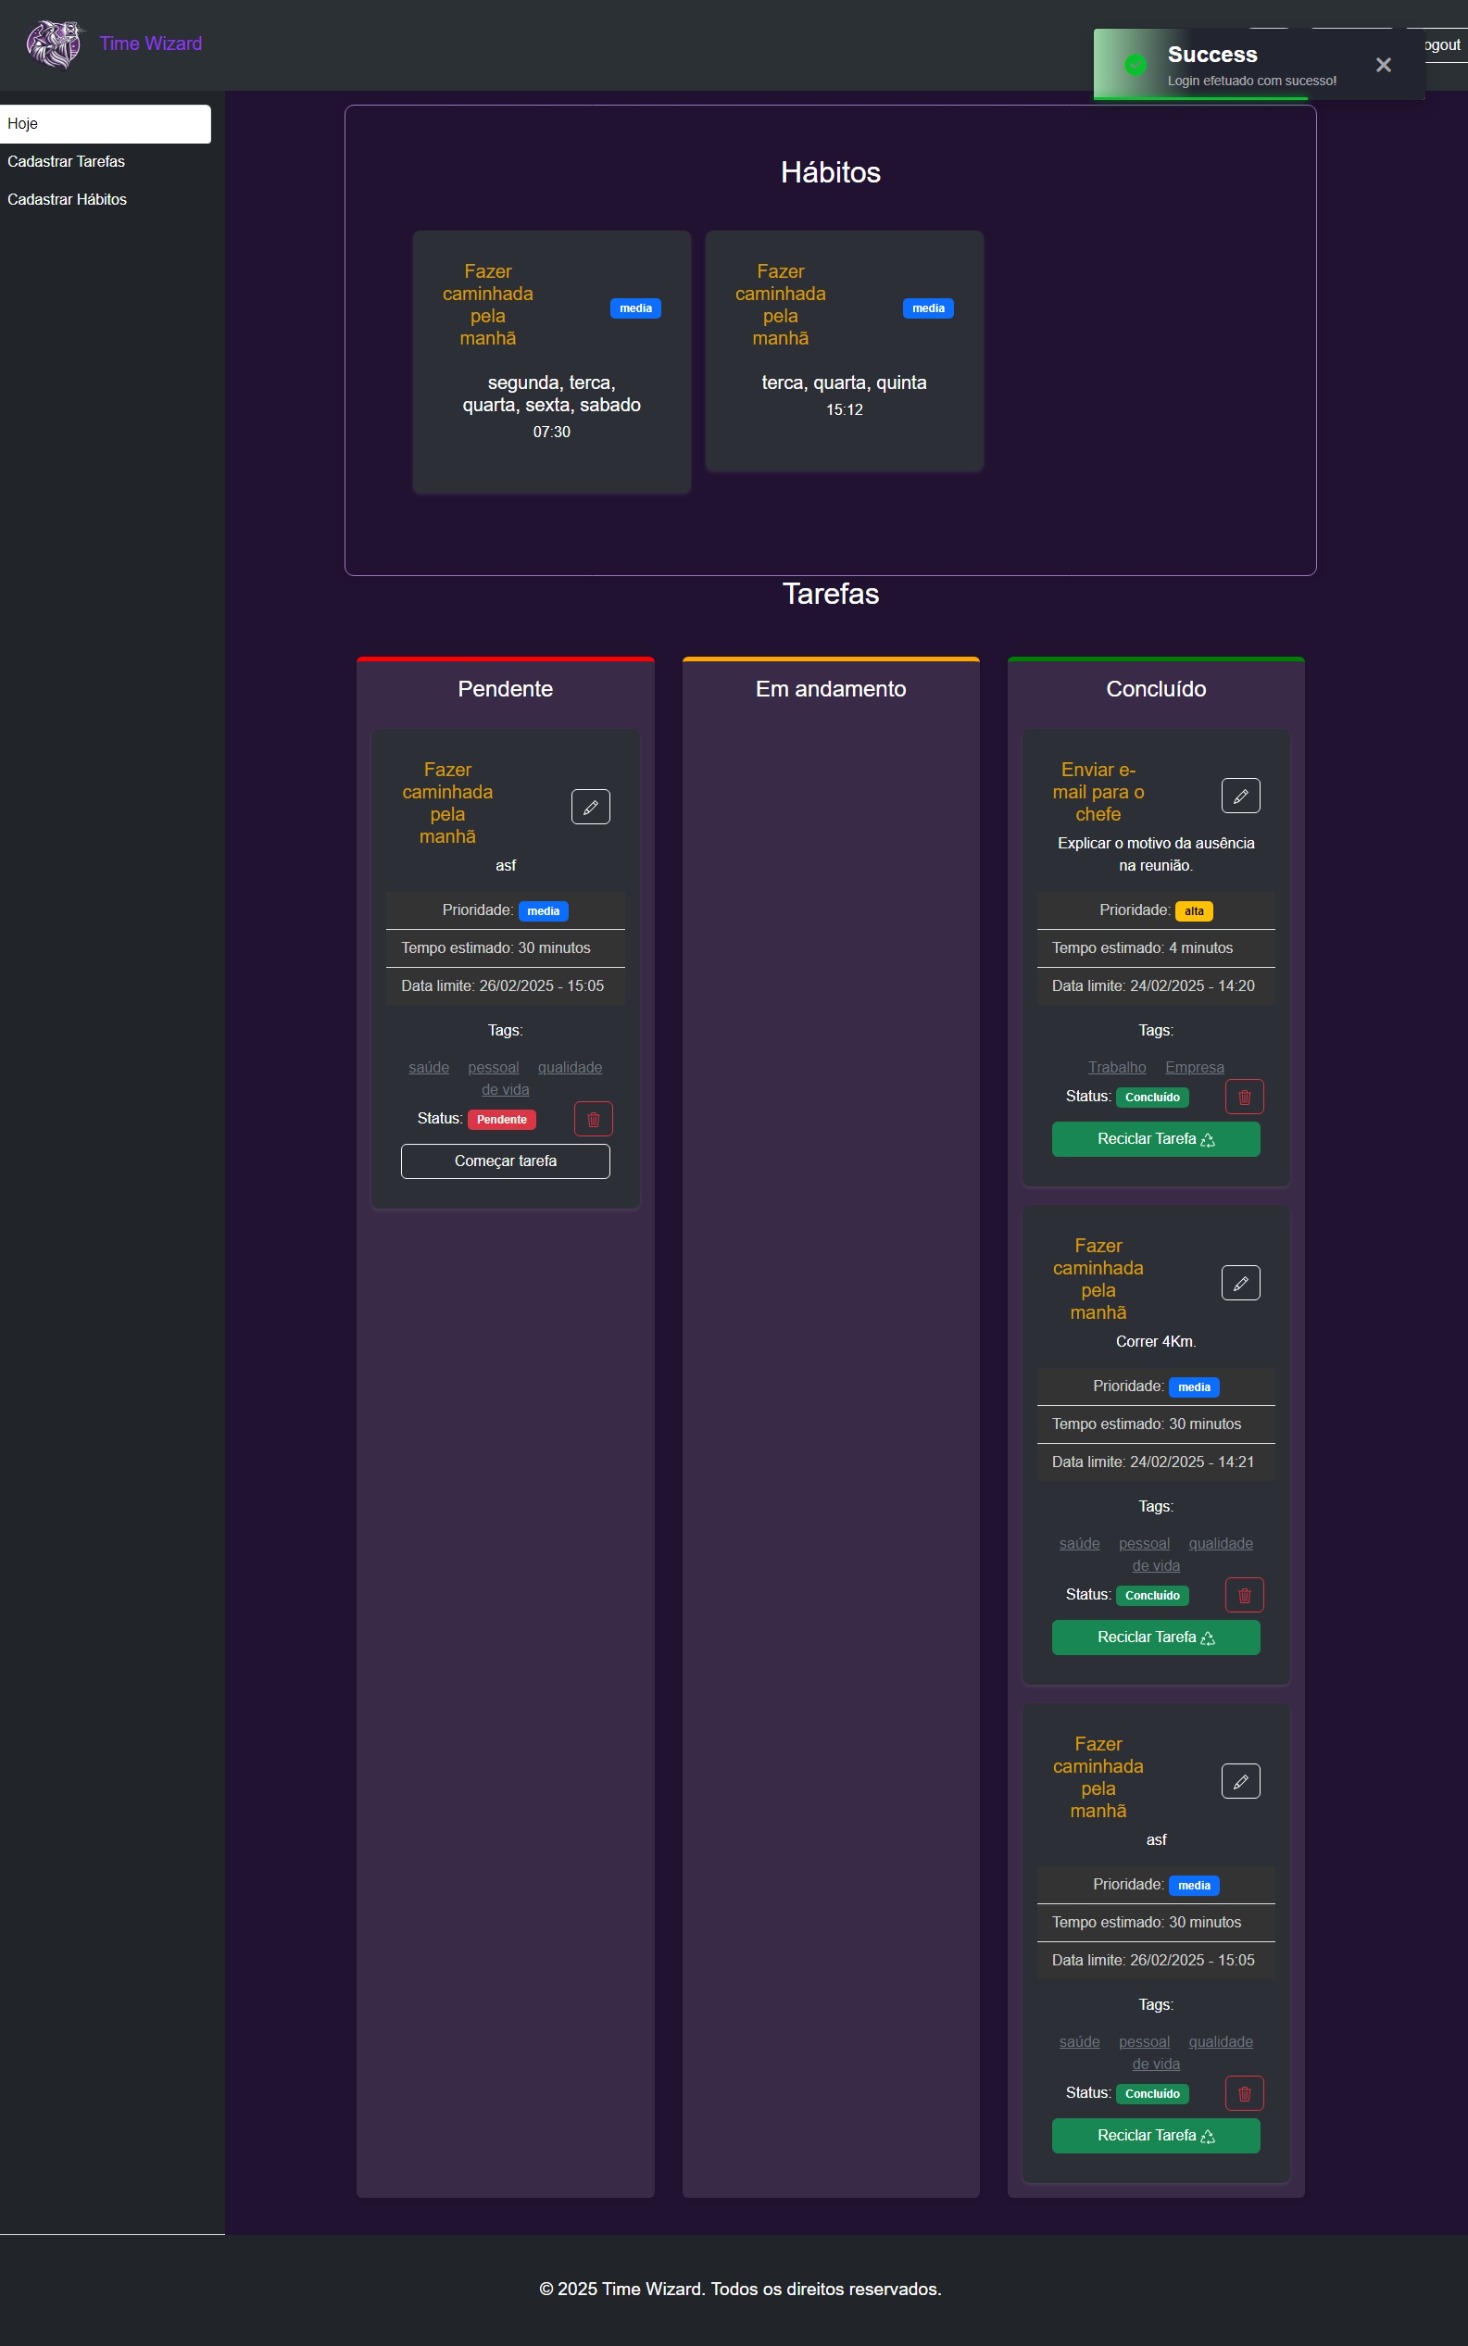 Time Wizard
Success
Login efetuado com sucesso!
ogout
Hoje
Cadastrar Tarefas
Cadastrar Hábitos
Hábitos
Fazer
caminhada
pela
manhã
media
segunda, terca,
quarta, sexta, sabado
07:30
Fazer
caminhada
pela
manhã
media
terca, quarta, quinta
15:12
Tarefas
Pendente
Fazer
caminhada
pela
manhã
asf
Prioridade: media
Tempo estimado: 30 minutos
Data limite: 26/02/2025 - 15:05
Tags:
saúde pessoal qualidade
de vida
Status: Pendente
Começar tarefa
Em andamento
Concluído
Enviar e-
mail para o
chefe
Explicar o motivo da ausência
na reunião.
Prioridade: alta
Tempo estimado: 4 minutos
Data limite: 24/02/2025 - 14:20
Tags:
Trabalho Empresa
Status: Concluído
Reciclar Tarefa
Fazer
caminhada
pela
manhã
Correr 4Km.
Prioridade: media
Tempo estimado: 30 minutos
Data limite: 24/02/2025 - 14:21
Tags:
saúde pessoal qualidade
de vida
Status: Concluído
Reciclar Tarefa
Fazer
caminhada
pela
manhã
asf
Prioridade: media
Tempo estimado: 30 minutos
Data limite: 26/02/2025 - 15:05
Tags:
saúde pessoal qualidade
de vida
Status: Concluído
Reciclar Tarefa
© 2025 Time Wizard. Todos os direitos reservados.